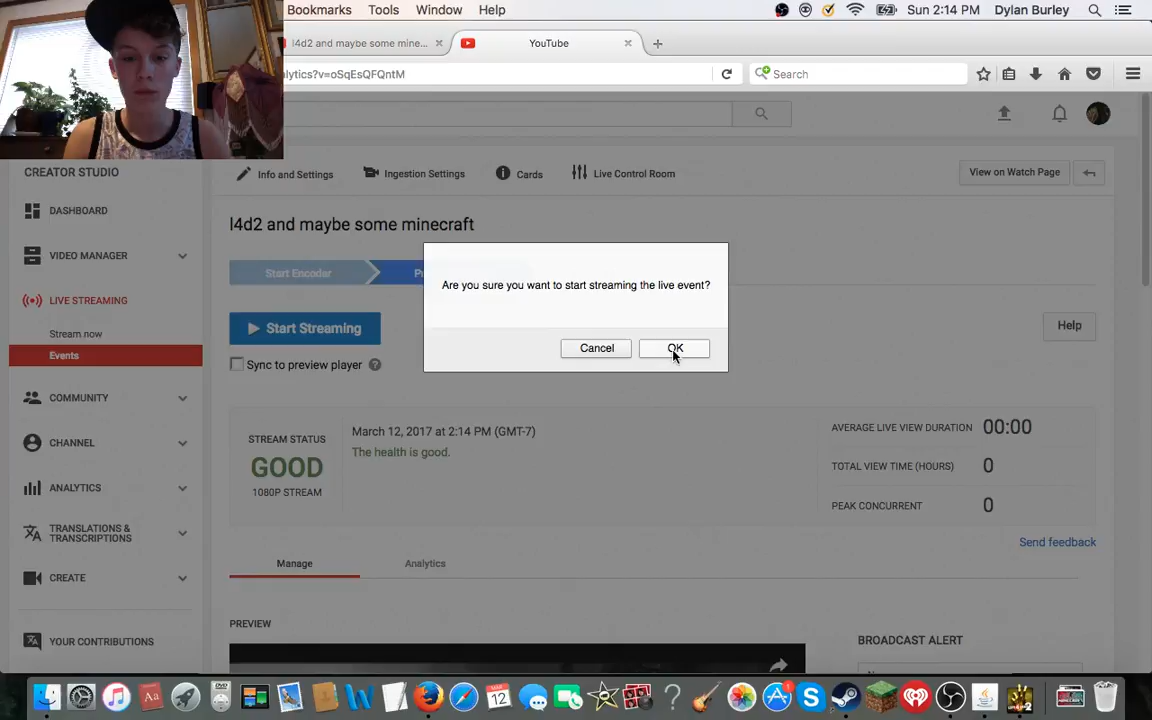 Bookmarks Tools Window Help Sun 2:14 PM Dylan Burley
l4d2 and maybe some mine... YouTube
lytics?v=oSqEsQFQntM Search
CREATOR STUDIO
DASHBOARD
VIDEO MANAGER
LIVE STREAMING
Stream now
Events
COMMUNITY
CHANNEL
ANALYTICS
TRANSLATIONS &
TRANSCRIPTIONS
CREATE
YOUR CONTRIBUTIONS
Info and Settings Ingestion Settings Cards Live Control Room View on Watch Page
l4d2 and maybe some minecraft
Start Encoder
Are you sure you want to start streaming the live event?
Cancel OK
Start Streaming Help
Sync to preview player ?
STREAM STATUS
GOOD
1080P STREAM
March 12, 2017 at 2:14 PM (GMT-7)
The health is good.
AVERAGE LIVE VIEW DURATION 00:00
TOTAL VIEW TIME (HOURS) 0
PEAK CONCURRENT 0
Send feedback
Manage Analytics
PREVIEW
BROADCAST ALERT